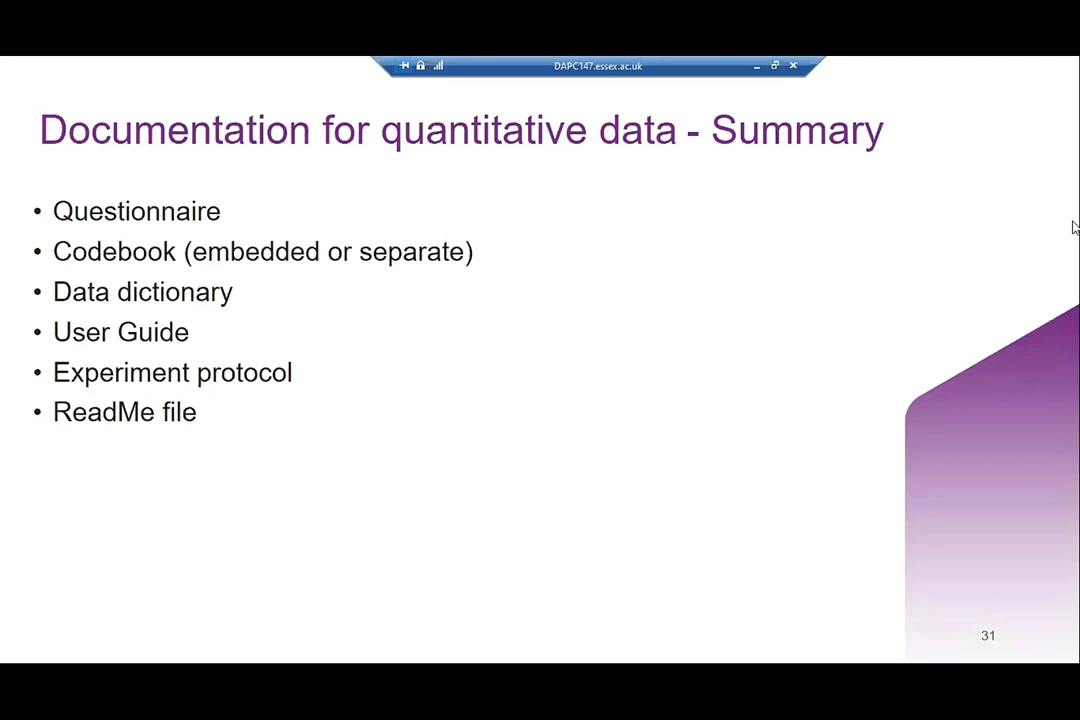 DAPC147.essex.ac.uk
Documentation for quantitative data - Summary
• Questionnaire
• Codebook (embedded or separate)
• Data dictionary
• User Guide
• Experiment protocol
• ReadMe file
31